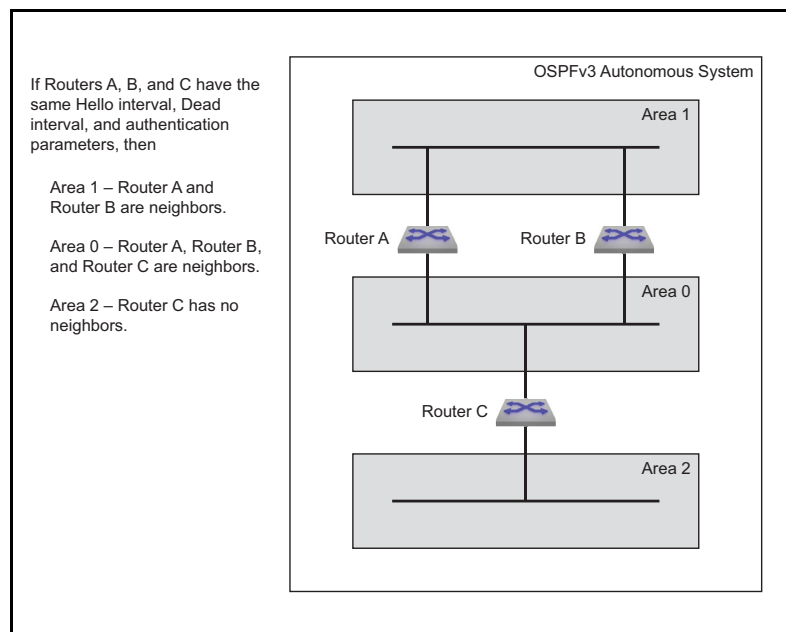 If Routers A, B, and C have the
same Hello interval, Dead
interval, and authentication
parameters, then
Area 1 – Router A and
Router B are neighbors.
Area 0 – Router A, Router B,
and Router C are neighbors.
Area 2 – Router C has no
neighbors.
OSPFv3 Autonomous System
Area 1
Router A
Router B
Area 0
Router C
Area 2